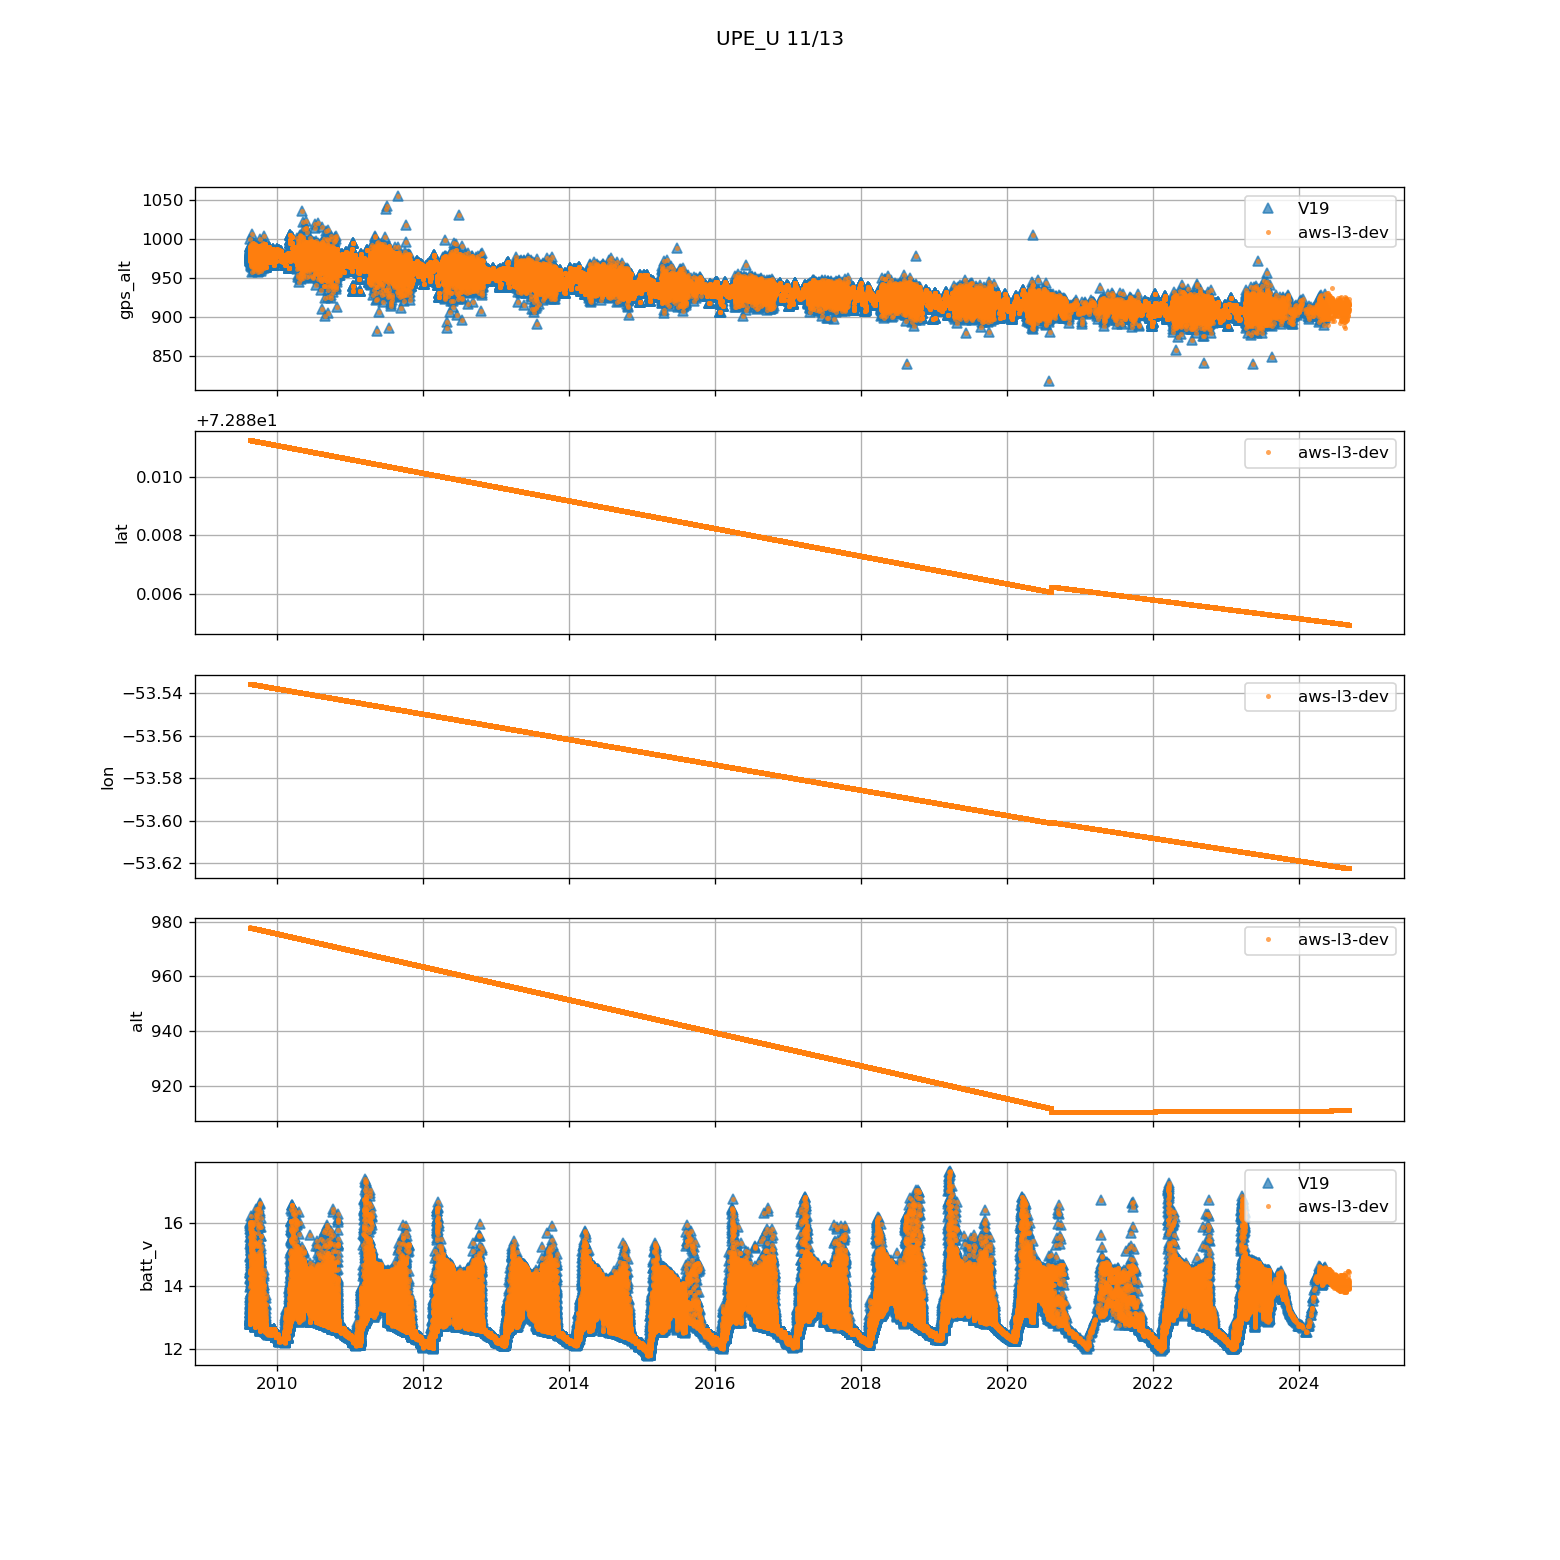 UPE_U 11/13
1050
1000
950
900
850
gps_alt
V19
aws-l3-dev
+7.288e1
0.010
0.008
0.006
lat
aws-l3-dev
−53.54
−53.56
−53.58
−53.60
−53.62
lon
aws-l3-dev
980
960
940
920
alt
aws-l3-dev
16
14
12
batt_v
V19
aws-l3-dev
2010 2012 2014 2016 2018 2020 2022 2024